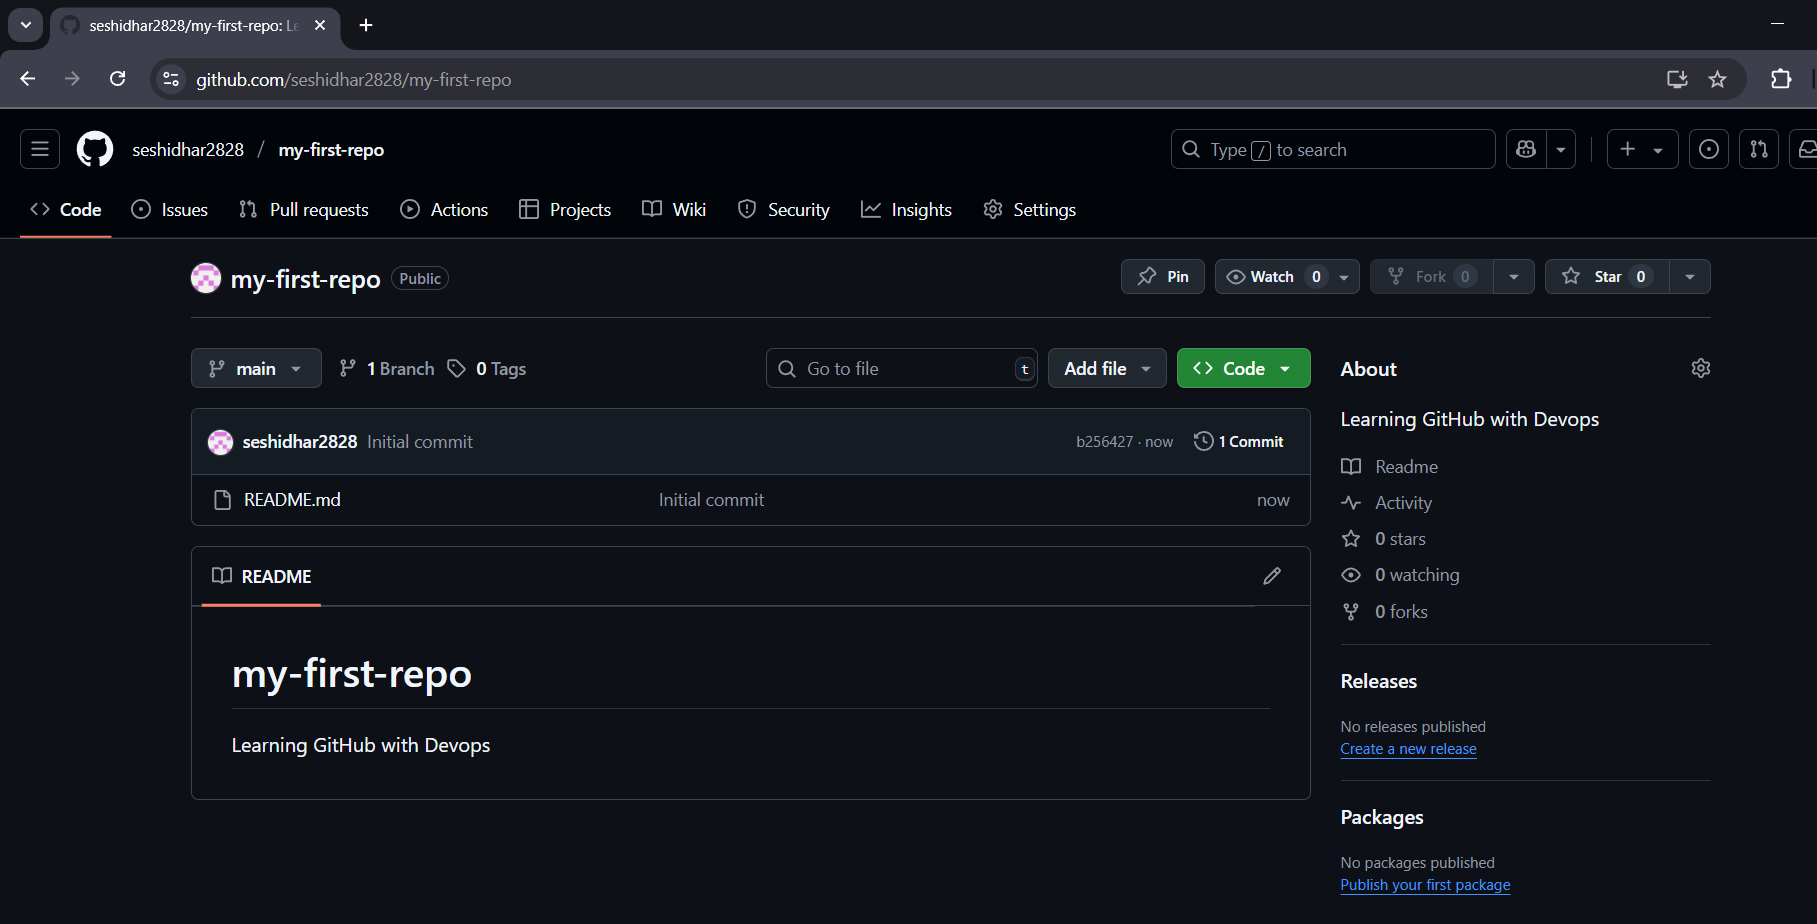 seshidhar2828/my-first-repo: Le
github.com/seshidhar2828/my-first-repo
seshidhar2828 / my-first-repo
Type / to search
Code Issues Pull requests Actions Projects Wiki Security Insights Settings
my-first-repo Public
Pin Watch 0 Fork 0 Star 0
main 1 Branch 0 Tags
Go to file t Add file Code
seshidhar2828 Initial commit b256427 · now 1 Commit
README.md Initial commit now
README
my-first-repo
Learning GitHub with Devops
About
Learning GitHub with Devops
Readme
Activity
0 stars
0 watching
0 forks
Releases
No releases published
Create a new release
Packages
No packages published
Publish your first package